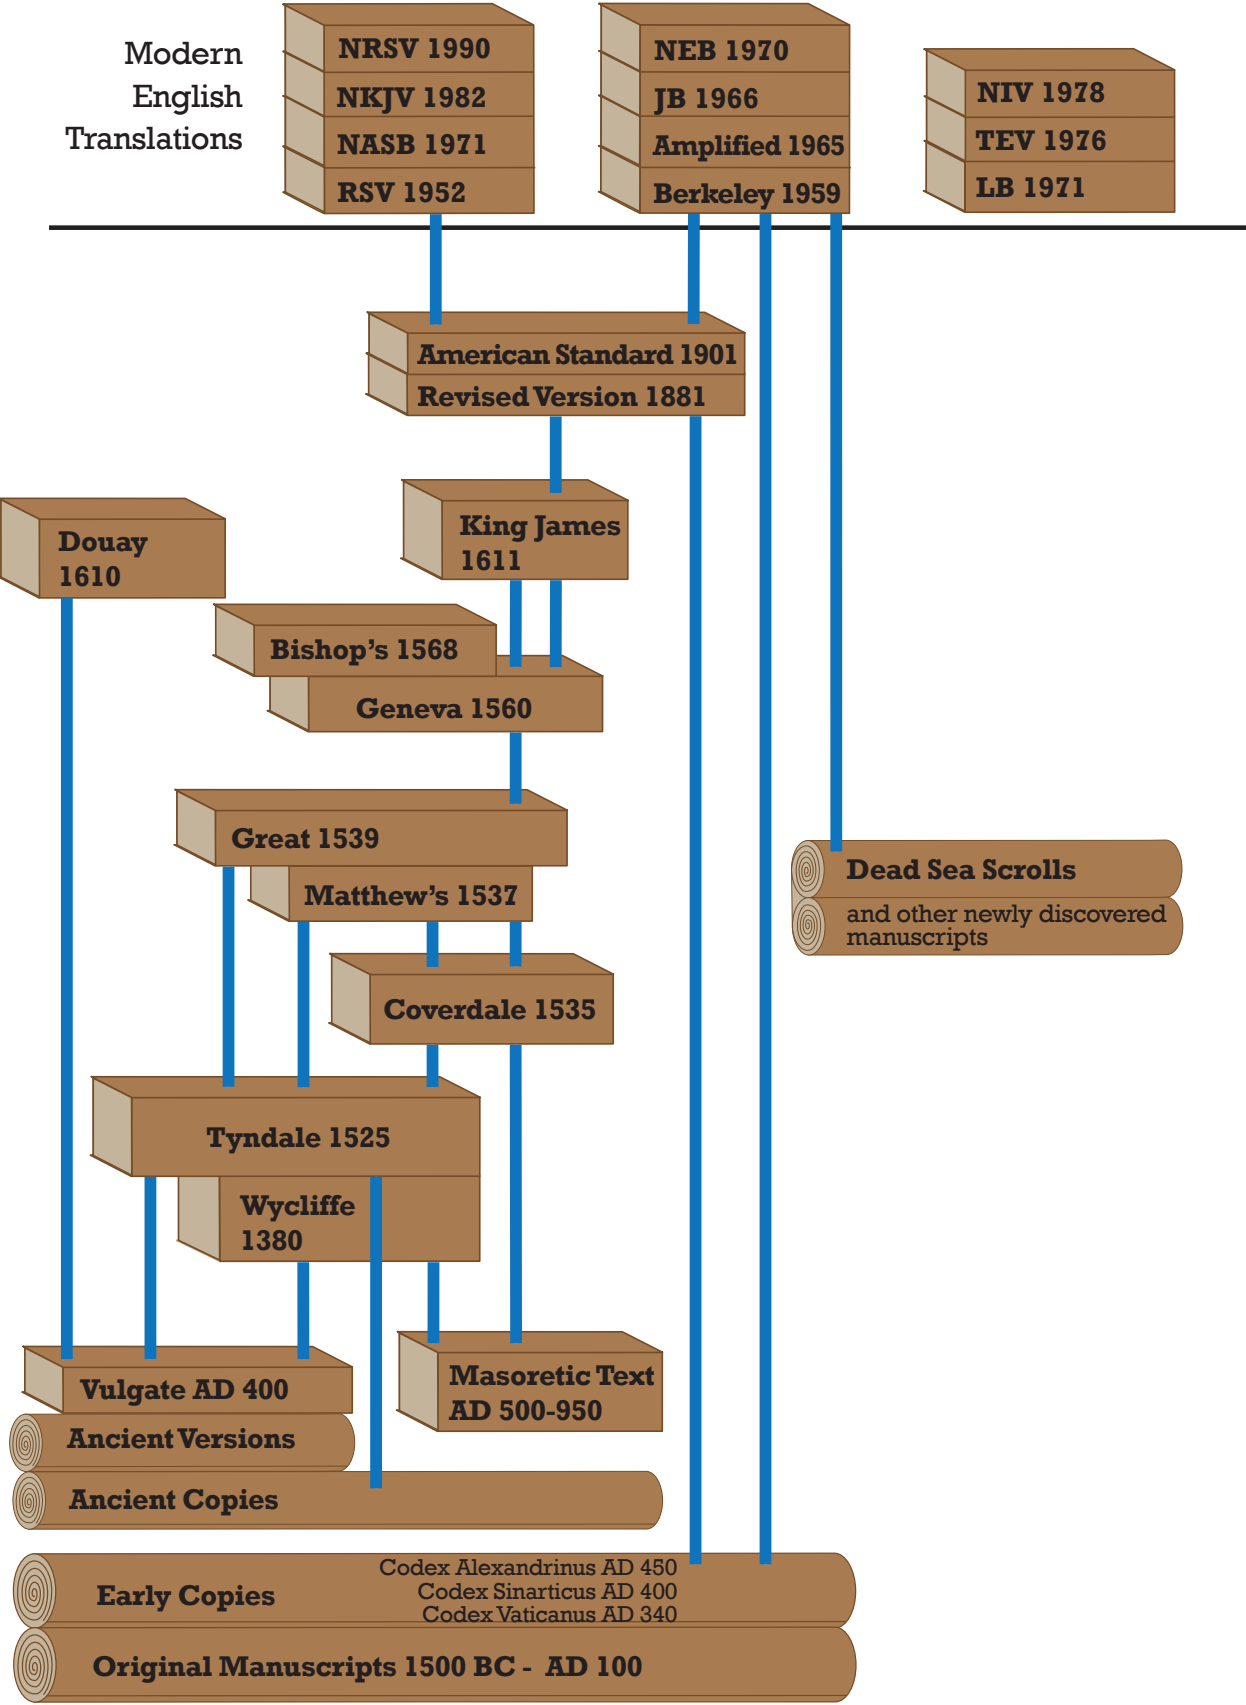 Modern
English
Translations
NRSV 1990
NKJV 1982
NASB 1971
RSV 1952
NEB 1970
JB 1966
Amplified 1965
Berkeley 1959
NIV 1978
TEV 1976
LB 1971
American Standard 1901
Revised Version 1881
King James
1611
Douay
1610
Bishop's 1568
Geneva 1560
Great 1539
Matthew's 1537
Dead Sea Scrolls
and other newly discovered
manuscripts
Coverdale 1535
Tyndale 1525
Wycliffe
1380
Masoretic Text
AD 500-950
Vulgate AD 400
Ancient Versions
Ancient Copies
Early Copies
Codex Alexandrinus AD 450
Codex Sinarticus AD 400
Codex Vaticanus AD 340
Original Manuscripts 1500 BC - AD 100